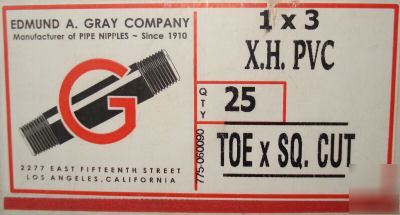 EDMUND A. GRAY COMPANY
Manufacturer of PIPE NIPPLES ~ Since 1910
G
2277 EAST FIFTEENTH STREET
LOS ANGELES, CALIFORNIA
1 x 3
X.H. PVC
QTY
25
775-060090
TOE x SQ. CUT